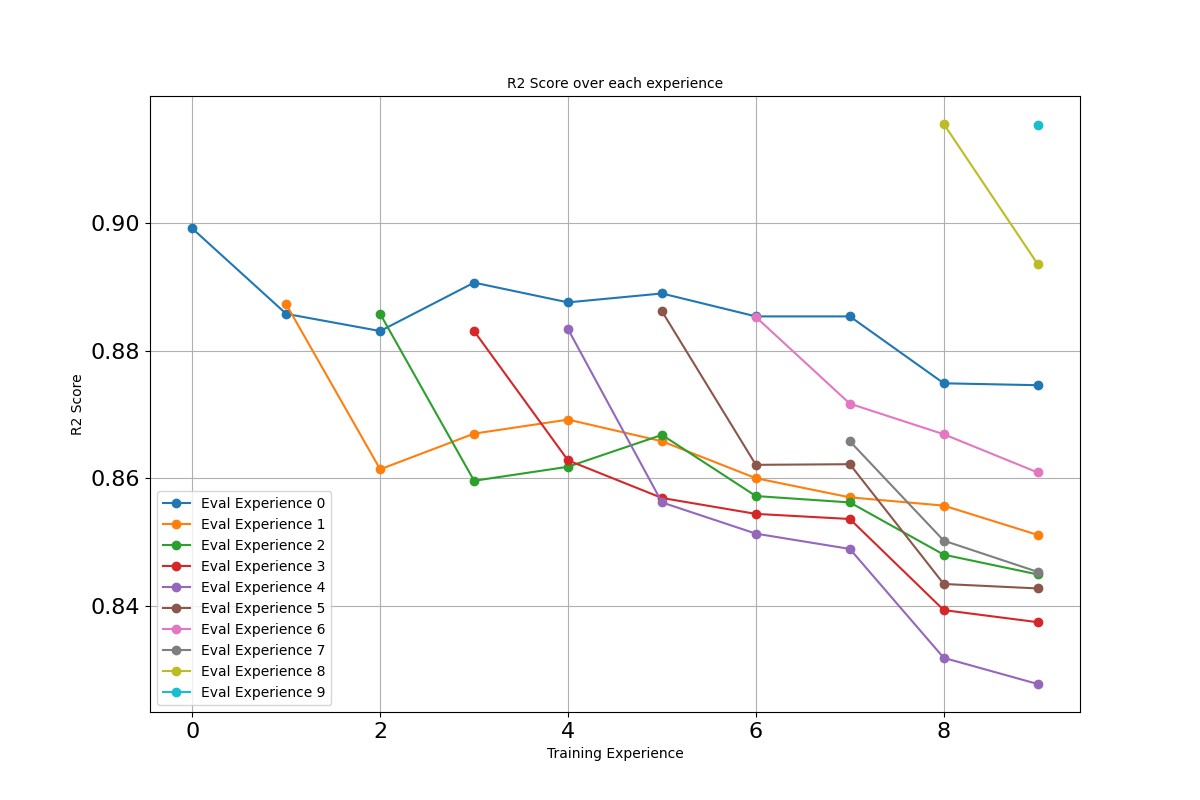 R2 Score over each experience
R2 Score
0.90
0.88
0.86
0.84
Eval Experience 0
Eval Experience 1
Eval Experience 2
Eval Experience 3
Eval Experience 4
Eval Experience 5
Eval Experience 6
Eval Experience 7
Eval Experience 8
Eval Experience 9
0 2 4 6 8
Training Experience